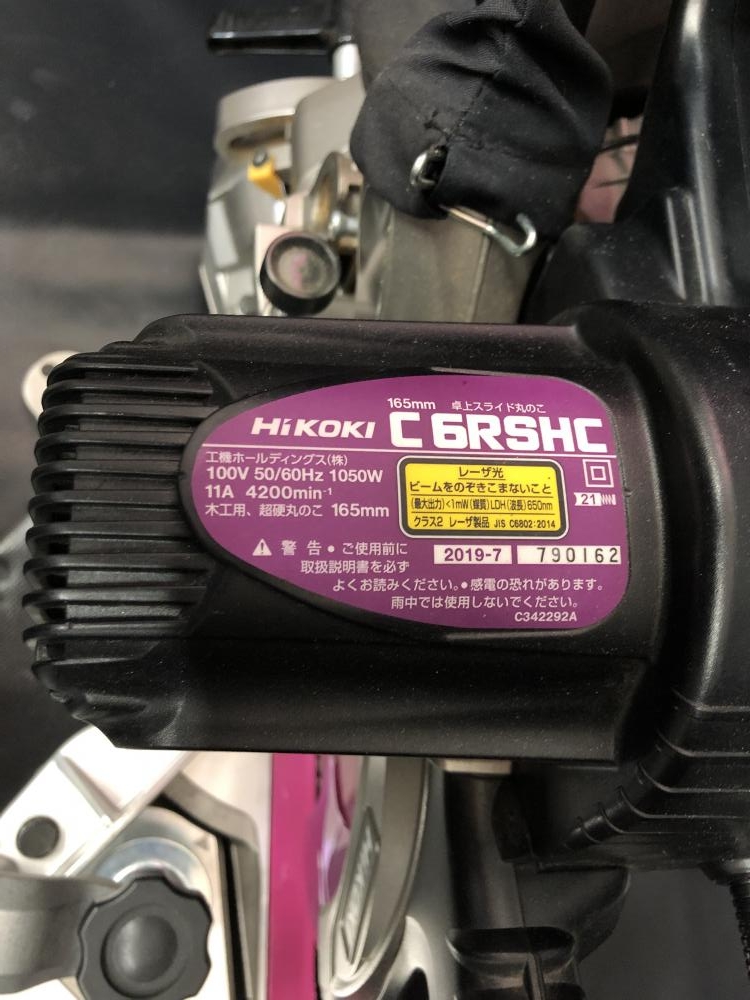 165mm 卓上スライド丸のこ
HiKOKI C 6RSHC
工機ホールディングス(株)
100V 50/60Hz 1050W
11A 4200min⁻¹
木工用、超硬丸のこ 165mm
レーザ光
ビームをのぞきこまないこと
(最大出力)<1mW(媒質)LDH(波長)650nm
クラス2 レーザ製品 JIS C6802:2014
21
⚠ 警告 • ご使用前に
取扱説明書を必ず
よくお読みください。• 感電の恐れがあります。
雨中では使用しないでください。
2019-7 790162
C342292A